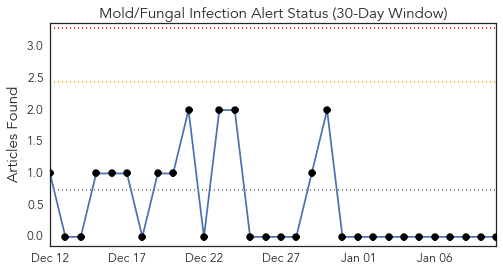 Mold/Fungal Infection Alert Status (30-Day Window)
Articles Found
3.0
2.5
2.0
1.5
1.0
0.5
0.0
Dec 12 Dec 17 Dec 22 Dec 27 Jan 01 Jan 06